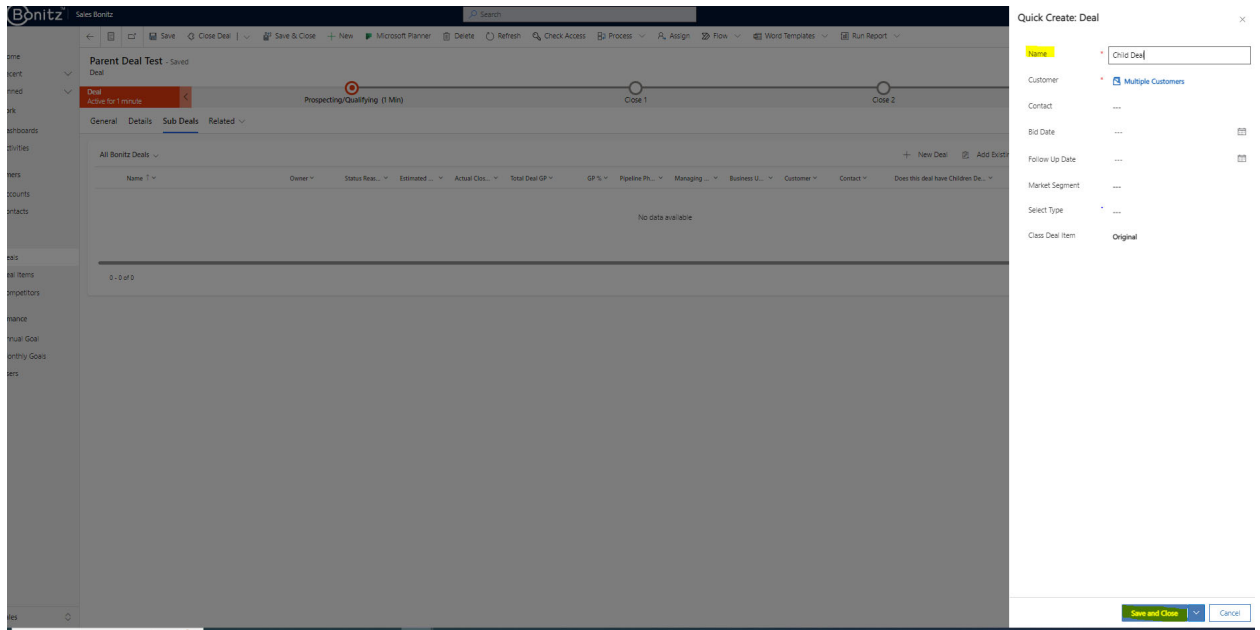 Bonitz Sales Bonitz Search
Save Close Deal Save & Close New Microsoft Planner Delete Refresh Check Access Process Assign Flow Word Templates Run Report
Parent Deal Test - Saved
Deal
Deal
Active for 1 minute
Prospecting/Qualifying (1 Min)
Close 1
Close 2
General Details Sub Deals Related
All Bonitz Deals
New Deal Add Existin
Name Owner Status Reas... Estimated ... Actual Clos... Total Deal GP GP % Pipeline Ph... Managing ... Business U... Customer Contact Does this deal have Children De...
No data available
0 - 0 of 0
ome
ecent
nned
ork
ashboards
ctivities
mers
ccounts
ontacts
eals
eal Items
ompetitors
rmance
nnual Goal
onthly Goals
sers
ales
Quick Create: Deal
Name * Child Deal
Customer * Multiple Customers
Contact ---
Bid Date ---
Follow Up Date ---
Market Segment ---
Select Type * ---
Class Deal Item Original
Save and Close Cancel